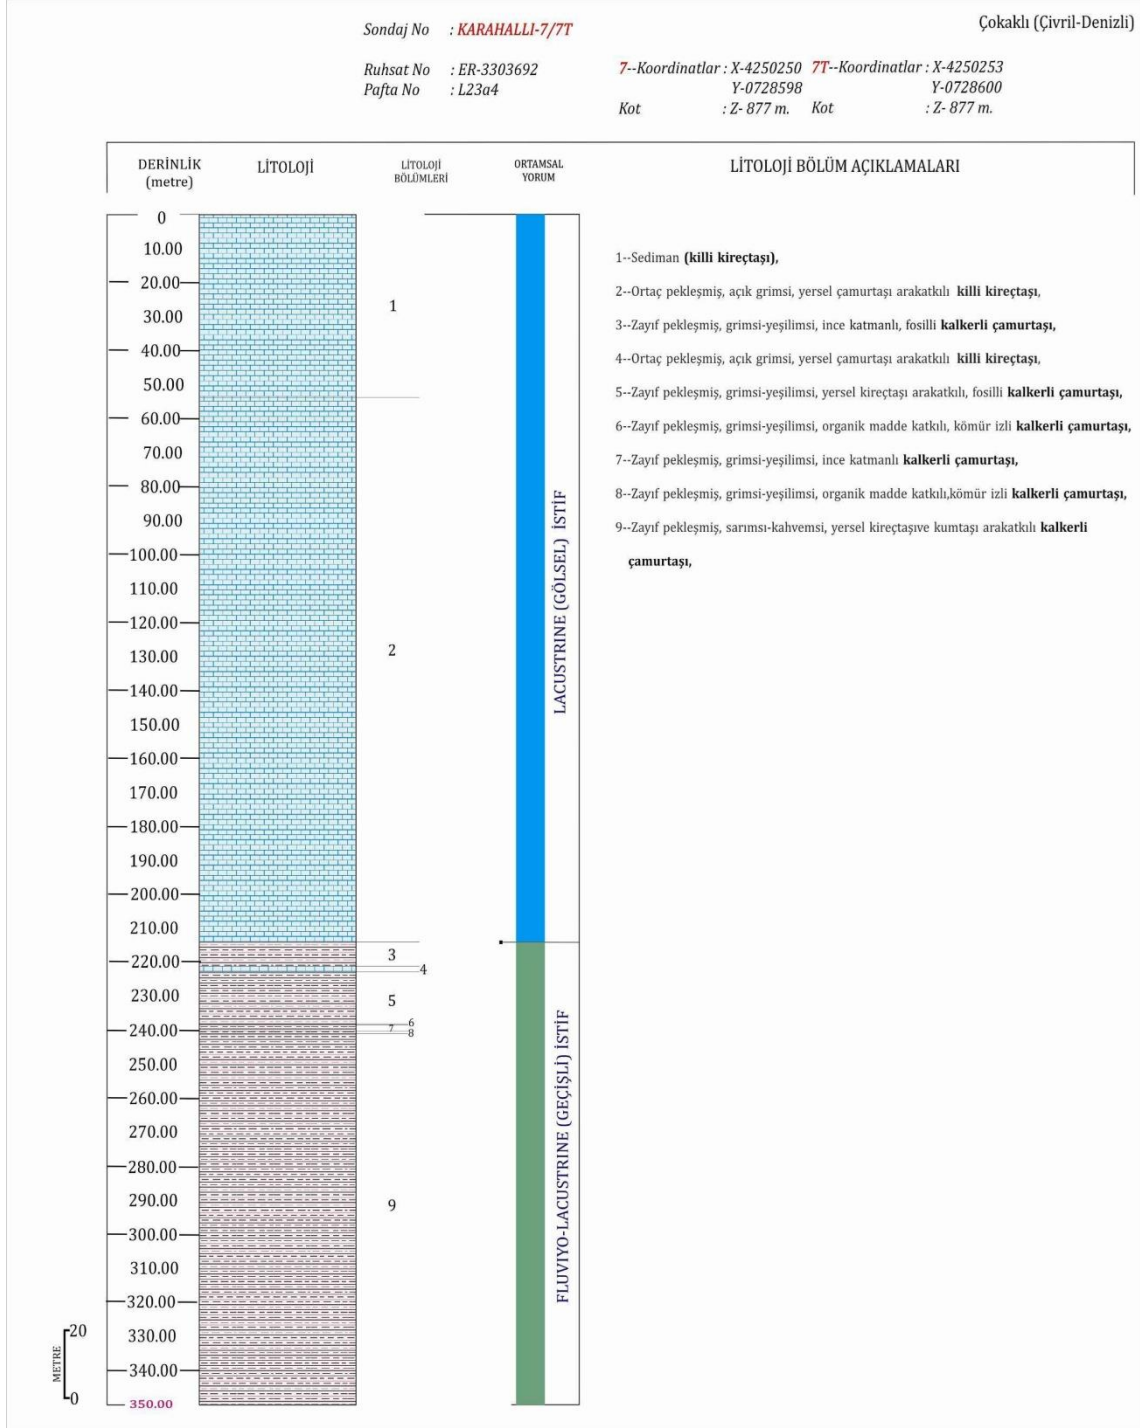 Çokaklı (Çivril-Denizli)
Sondaj No : KARAHALLI-7/7T
Ruhsat No : ER-3303692
Pafta No : L23a4
7--Koordinatlar : X-4250250 7T--Koordinatlar : X-4250253
Y-0728598 Y-0728600
Kot : Z- 877 m. Kot : Z- 877 m.
DERİNLİK
(metre)
LİTOLOJİ
LİTOLOJİ
BÖLÜMLERİ
ORTAMSAL
YORUM
LİTOLOJİ BÖLÜM AÇIKLAMALARI
0
10.00
20.00
30.00
40.00
50.00
60.00
70.00
80.00
90.00
100.00
110.00
120.00
130.00
140.00
150.00
160.00
170.00
180.00
190.00
200.00
210.00
220.00
230.00
240.00
250.00
260.00
270.00
280.00
290.00
300.00
310.00
320.00
330.00
340.00
350.00
METRE
20
0
1
2
3
4
5
6
7
8
9
LACUSTRINE (GÖLSEL) İSTİF
FLUVIYO-LACUSTRINE (GEÇİŞLİ) İSTİF
1--Sediman (killi kireçtaşı),
2--Ortaç pekleşmiş, açık grimsi, yersel çamurtaşı arakatkılı killi kireçtaşı,
3--Zayıf pekleşmiş, grimsi-yeşilimsi, ince katmanlı, fosilli kalkerli çamurtaşı,
4--Ortaç pekleşmiş, açık grimsi, yersel çamurtaşı arakatkılı killi kireçtaşı,
5--Zayıf pekleşmiş, grimsi-yeşilimsi, yersel kireçtaşı arakatkılı, fosilli kalkerli çamurtaşı,
6--Zayıf pekleşmiş, grimsi-yeşilimsi, organik madde katkılı, kömür izli kalkerli çamurtaşı,
7--Zayıf pekleşmiş, grimsi-yeşilimsi, ince katmanlı kalkerli çamurtaşı,
8--Zayıf pekleşmiş, grimsi-yeşilimsi, organik madde katkılı,kömür izli kalkerli çamurtaşı,
9--Zayıf pekleşmiş, sarımsı-kahvemsi, yersel kireçtaşıve kumtaşı arakatkılı kalkerli
çamurtaşı,